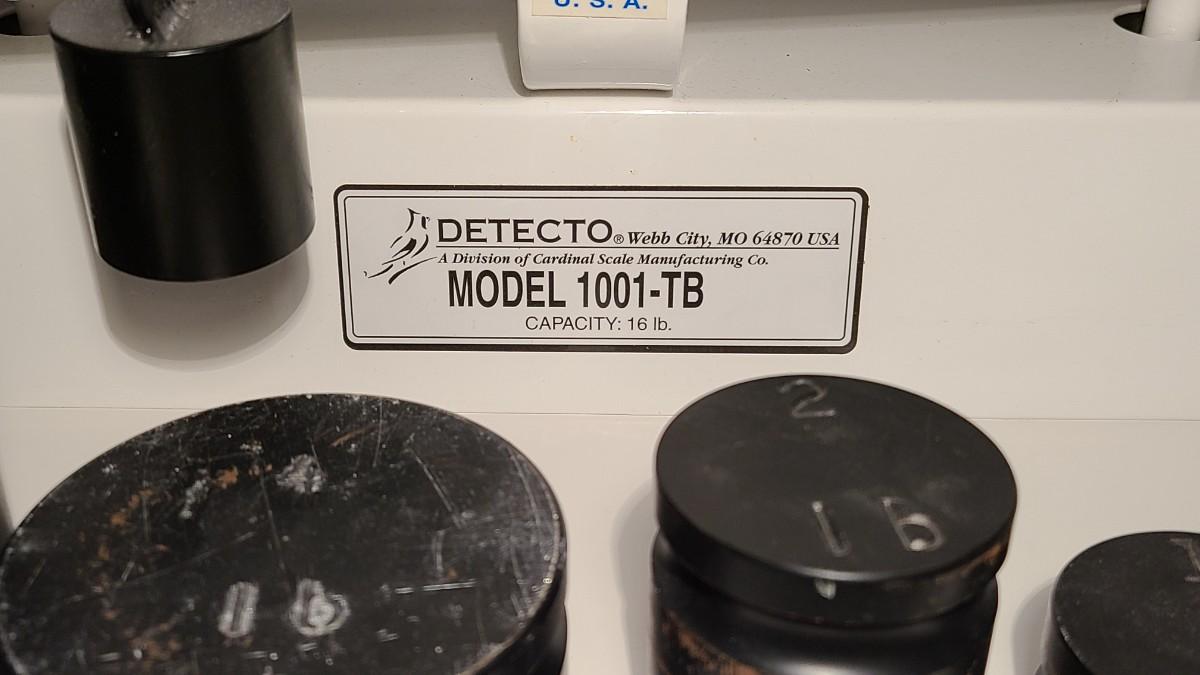 U. S. A.
DETECTO® Webb City, MO 64870 USA
A Division of Cardinal Scale Manufacturing Co.
MODEL 1001-TB
CAPACITY: 16 lb.
2
lb
lb